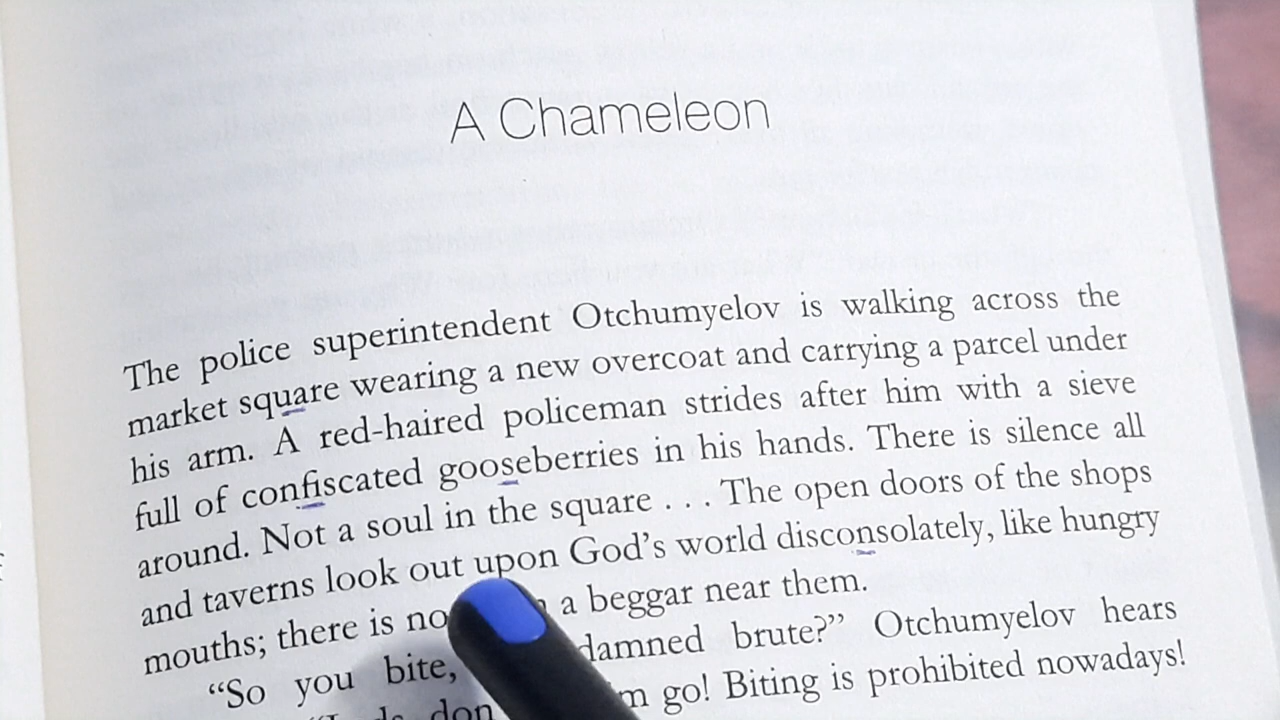 A Chameleon
The police superintendent Otchumyelov is walking across the
market square wearing a new overcoat and carrying a parcel under
his arm. A red-haired policeman strides after him with a sieve
full of confiscated gooseberries in his hands. There is silence all
around. Not a soul in the square . . . The open doors of the shops
and taverns look out upon God's world disconsolately, like hungry
mouths; there is a beggar near them.
"So you bite, damned brute?" Otchumyelov hears
go! Biting is prohibited nowadays!